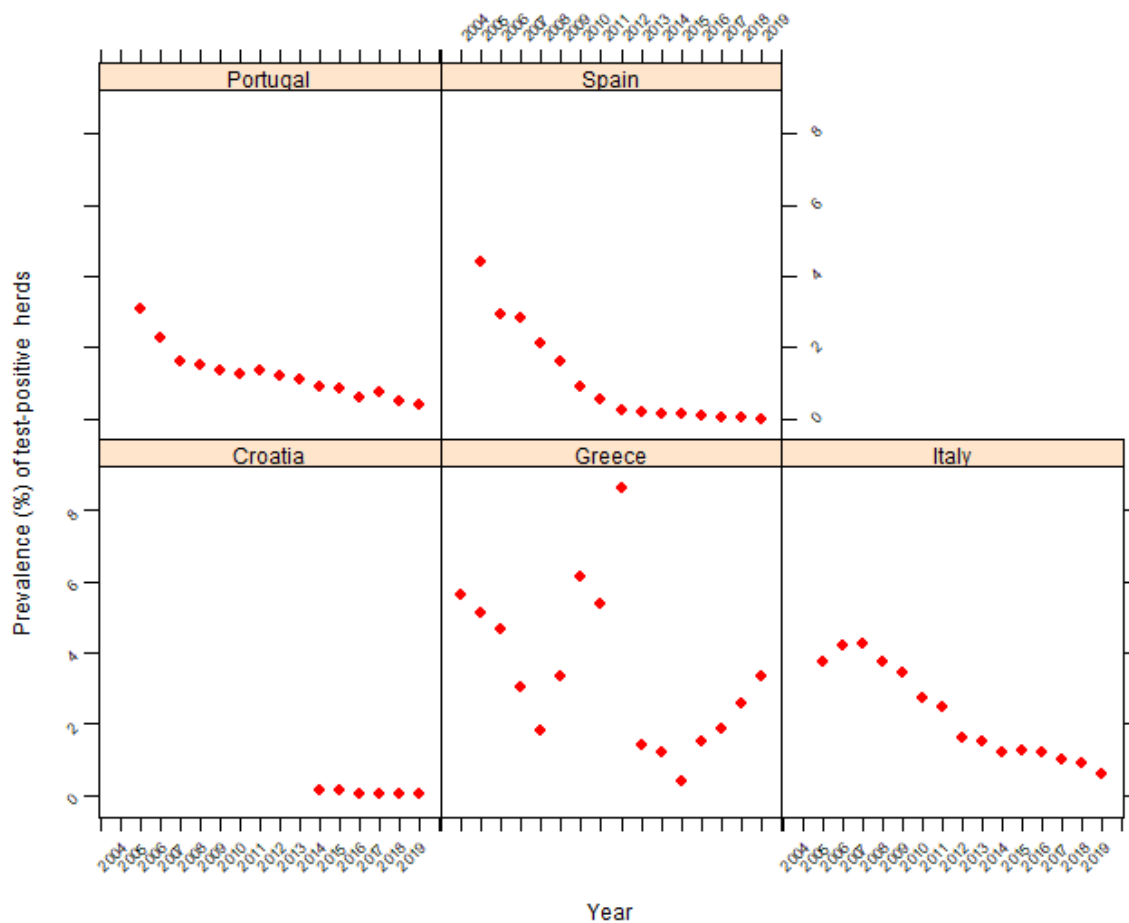 2004 2005 2006 2007 2008 2009 2010 2011 2012 2013 2014 2015 2016 2017 2018 2019
Portugal Spain
8
6
4
2
0
Prevalence (%) of test-positive herds
Croatia Greece Italy
8
6
4
2
0
2004 2005 2006 2007 2008 2009 2010 2011 2012 2013 2014 2015 2016 2017 2018 2019 2004 2005 2006 2007 2008 2009 2010 2011 2012 2013 2014 2015 2016 2017 2018 2019
Year